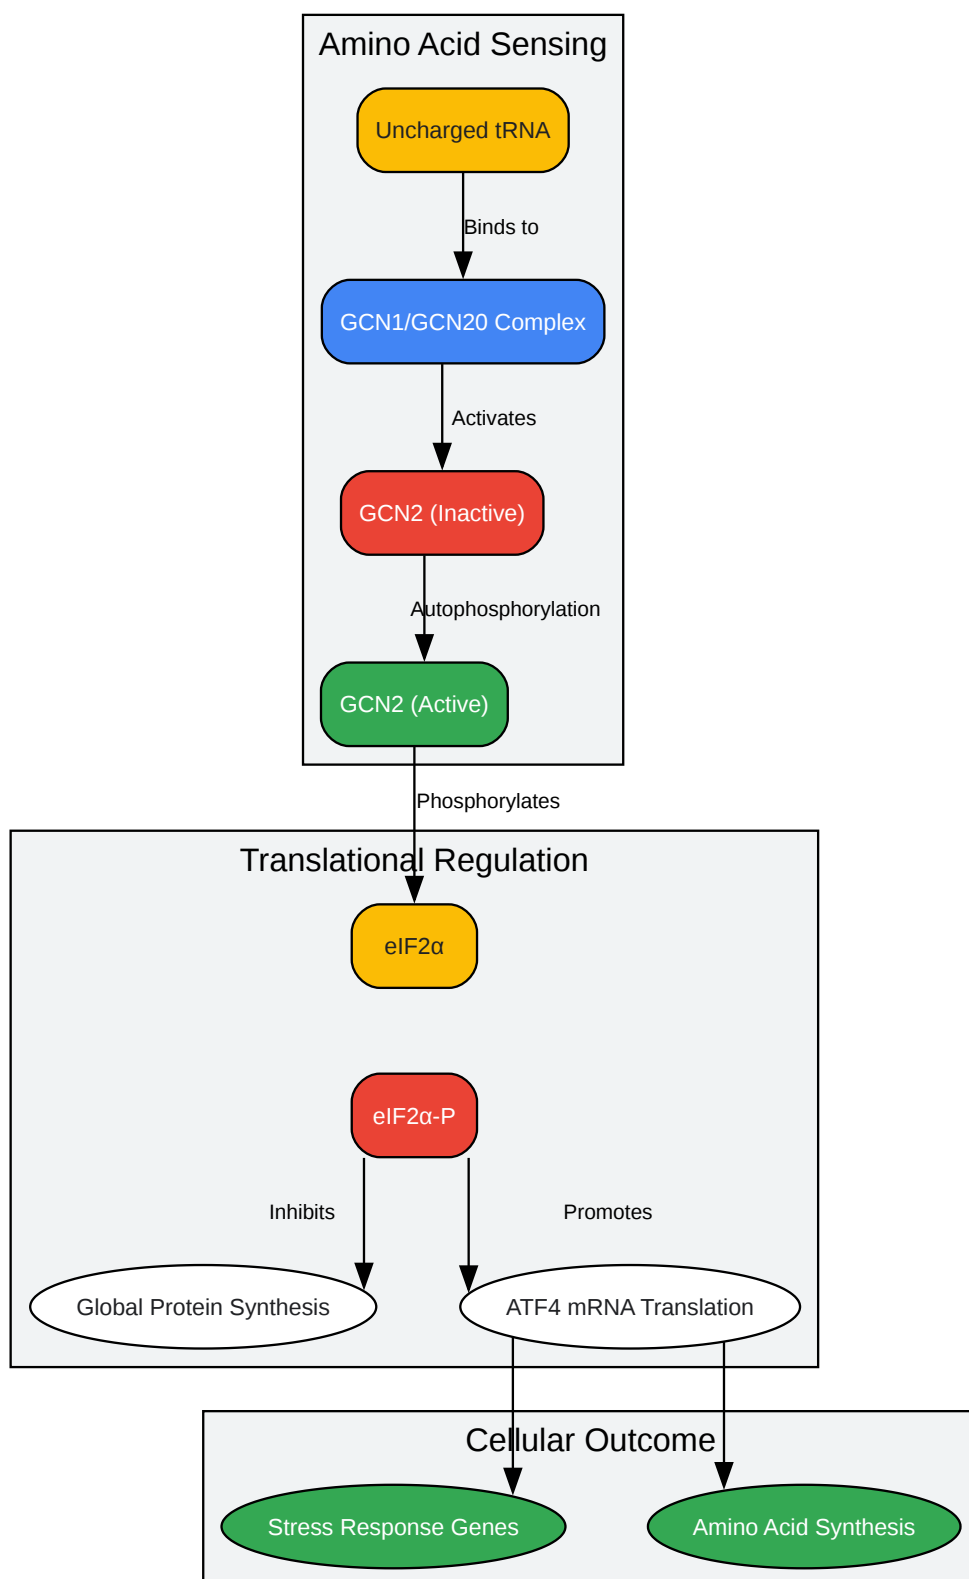 Amino Acid Sensing
Uncharged tRNA
Binds to
GCN1/GCN20 Complex
Activates
GCN2 (Inactive)
Autophosphorylation
GCN2 (Active)
Phosphorylates
Translational Regulation
eIF2α
eIF2α-P
Inhibits
Promotes
Global Protein Synthesis
ATF4 mRNA Translation
Cellular Outcome
Stress Response Genes
Amino Acid Synthesis